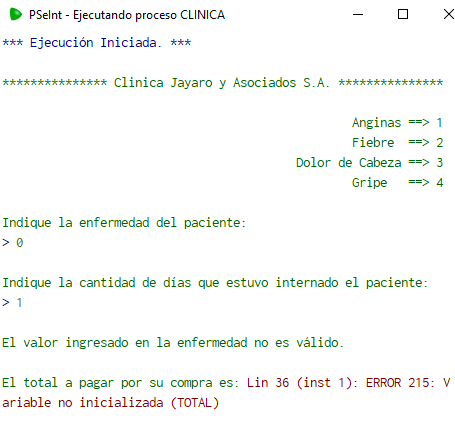 PSeInt - Ejecutando proceso CLINICA
*** Ejecución Iniciada. ***
*************** Clinica Jayaro y Asociados S.A. ***************
Anginas ==> 1
Fiebre  ==> 2
Dolor de Cabeza ==> 3
Gripe   ==> 4
Indique la enfermedad del paciente:
> 0
Indique la cantidad de días que estuvo internado el paciente:
> 1
El valor ingresado en la enfermedad no es válido.
El total a pagar por su compra es: Lin 36 (inst 1): ERROR 215: V
ariable no inicializada (TOTAL)